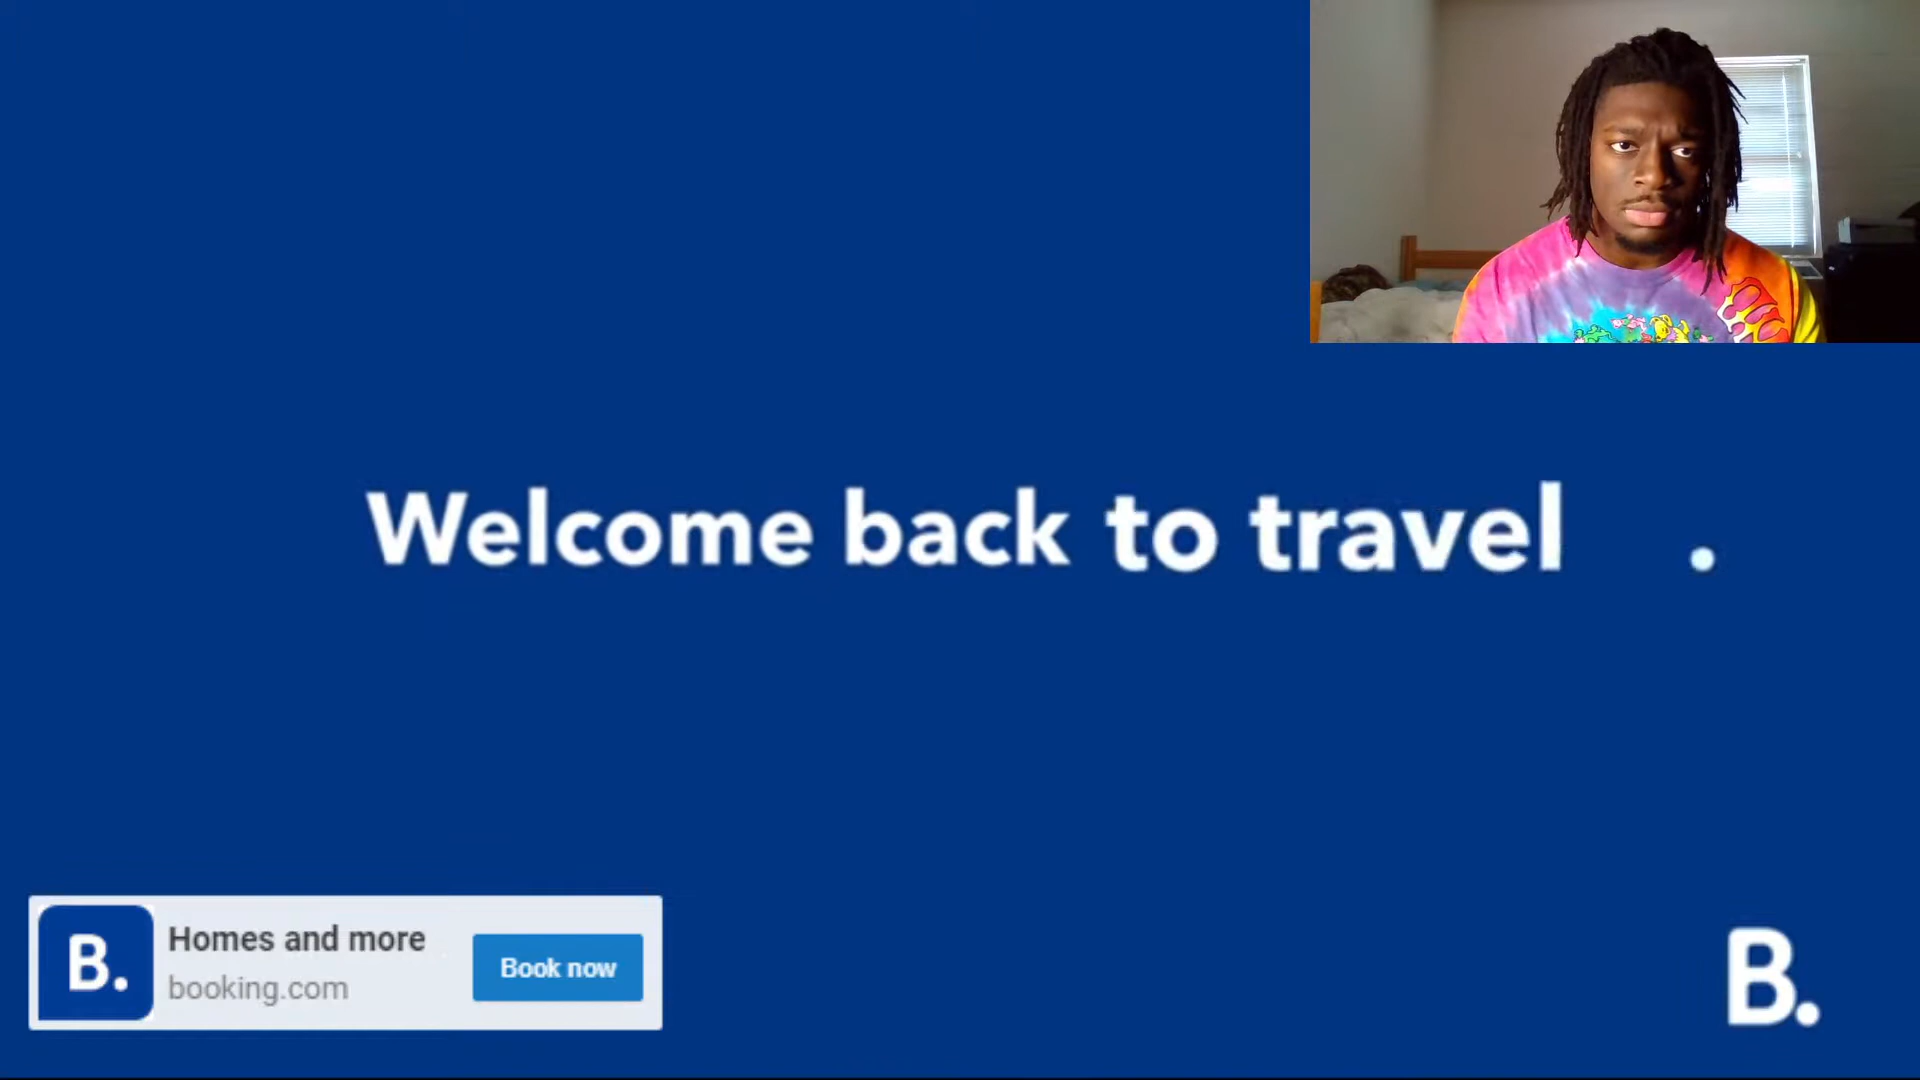 Welcome back to travel .
B.
Homes and more
booking.com
Book now
B.